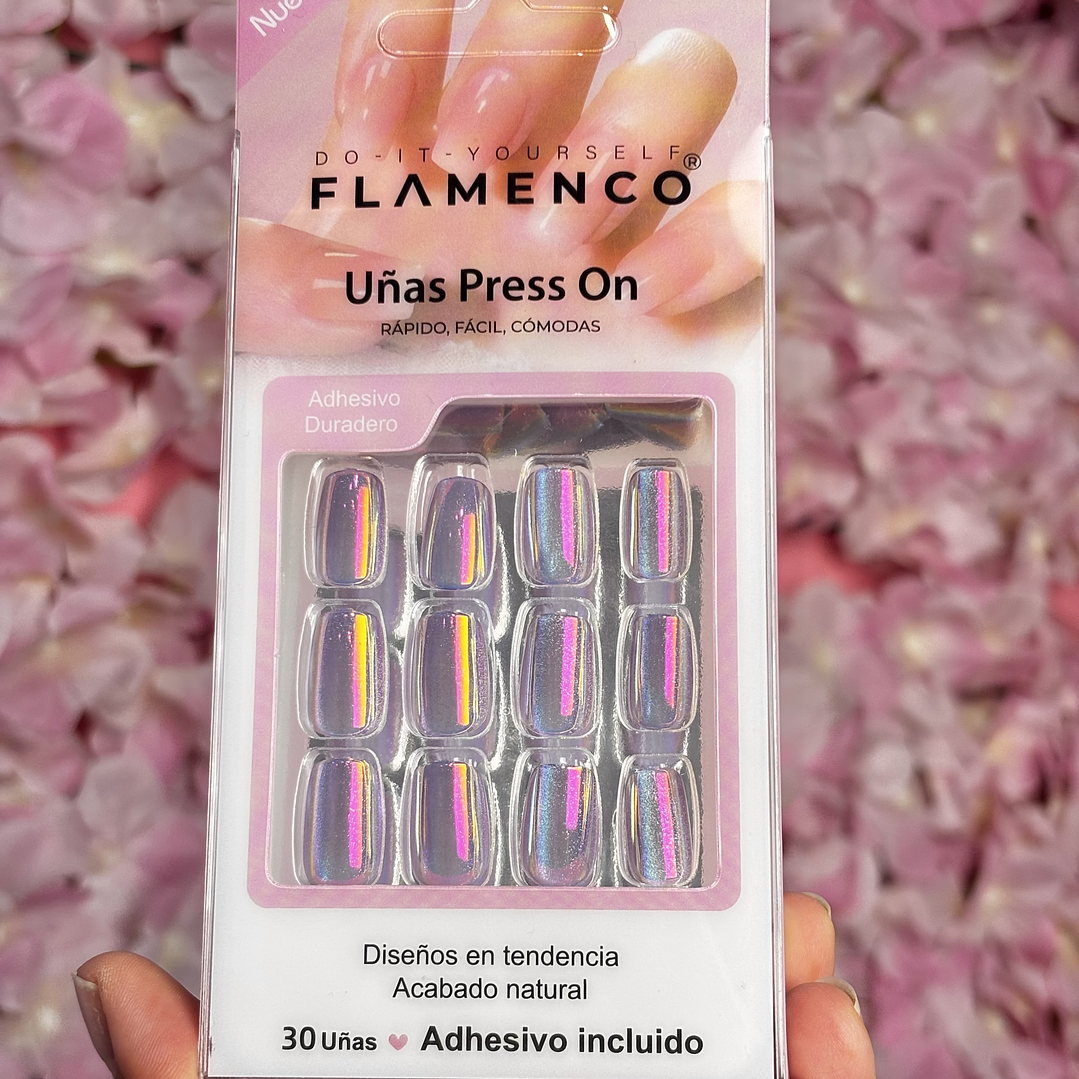 DO-IT-YOURSELF
FLAMENCO®
Uñas Press On
RÁPIDO, FÁCIL, CÓMODAS
Adhesivo
Duradero
Diseños en tendencia
Acabado natural
30 Uñas ♥ Adhesivo incluido